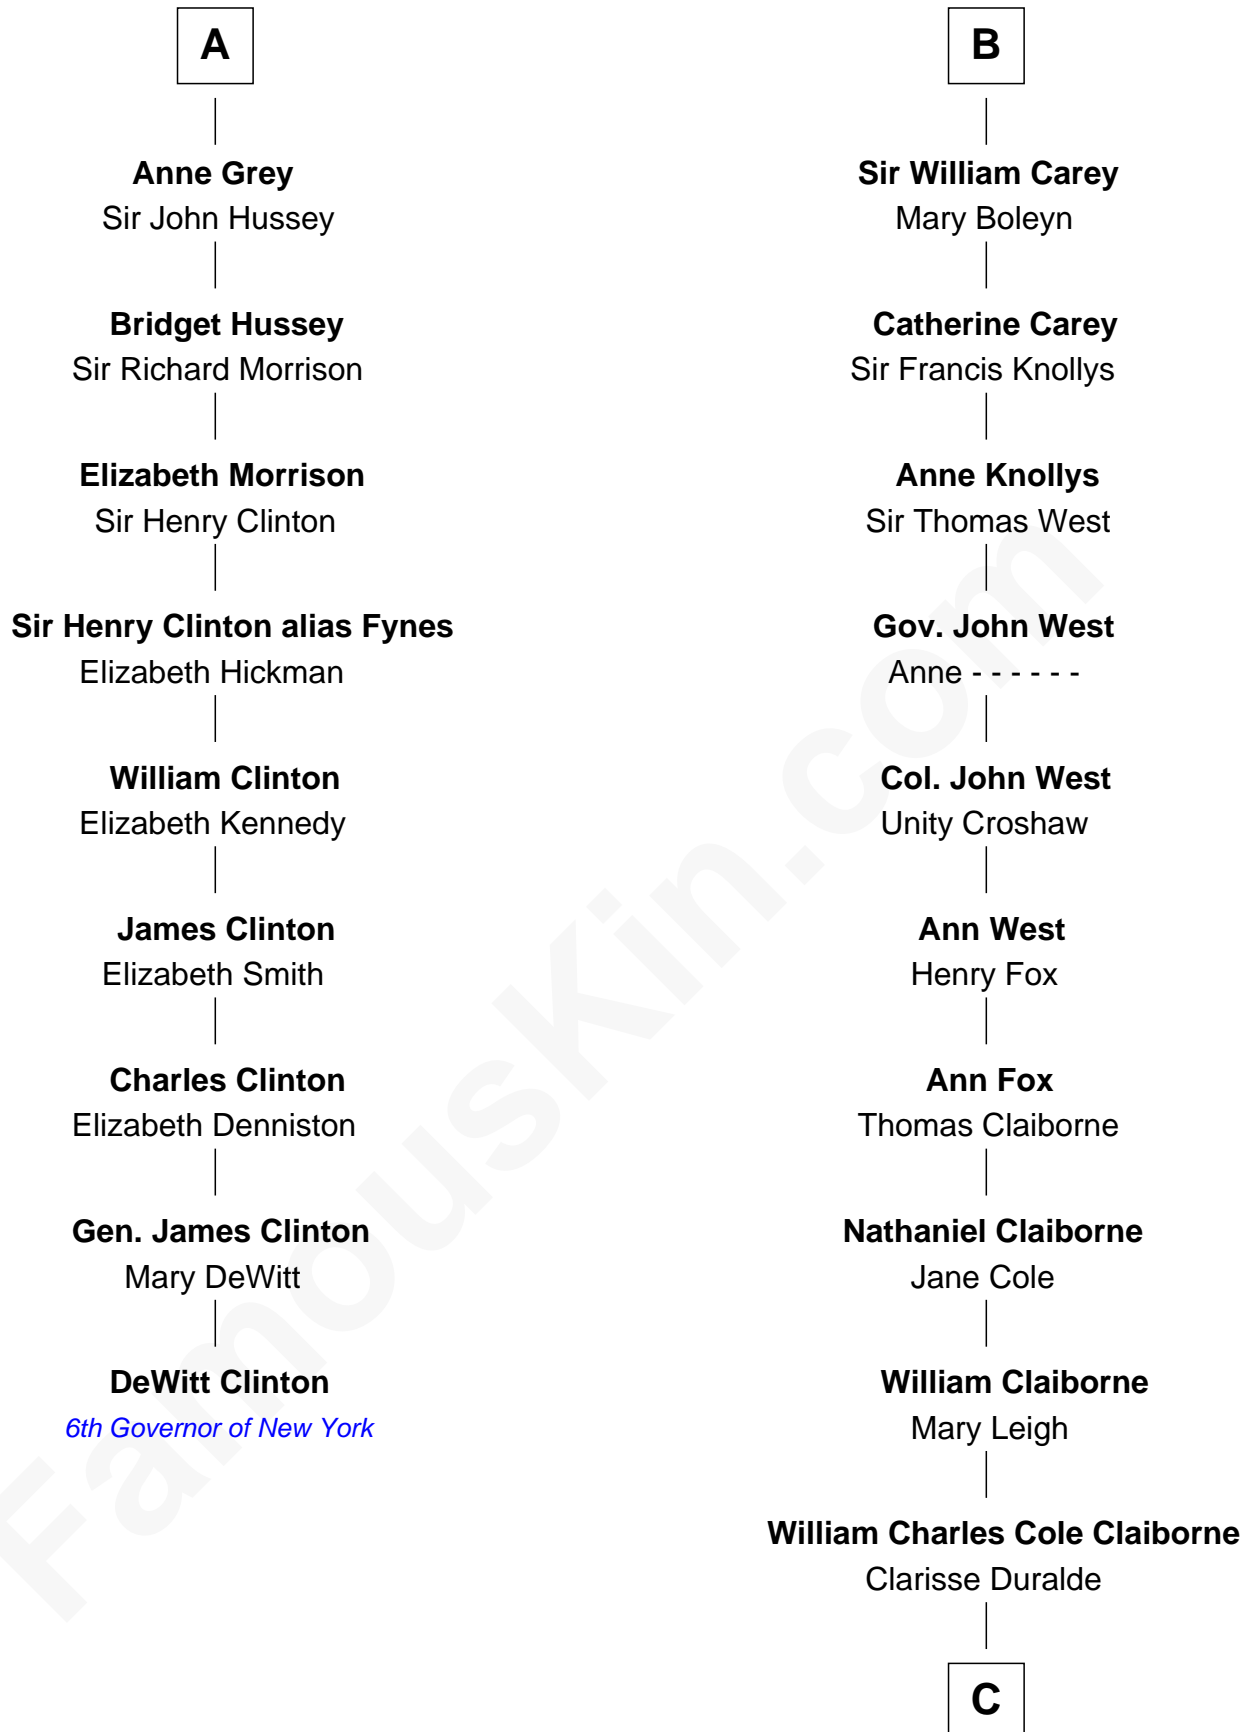 A
Anne Grey
Sir John Hussey
Bridget Hussey
Sir Richard Morrison
Elizabeth Morrison
Sir Henry Clinton
Sir Henry Clinton alias Fynes
Elizabeth Hickman
William Clinton
Elizabeth Kennedy
James Clinton
Elizabeth Smith
Charles Clinton
Elizabeth Denniston
Gen. James Clinton
Mary DeWitt
DeWitt Clinton
6th Governor of New York
B
Sir William Carey
Mary Boleyn
Catherine Carey
Sir Francis Knollys
Anne Knollys
Sir Thomas West
Gov. John West
Anne - - - - - -
Col. John West
Unity Croshaw
Ann West
Henry Fox
Ann Fox
Thomas Claiborne
Nathaniel Claiborne
Jane Cole
William Claiborne
Mary Leigh
William Charles Cole Claiborne
Clarisse Duralde
C
FamousKin.com